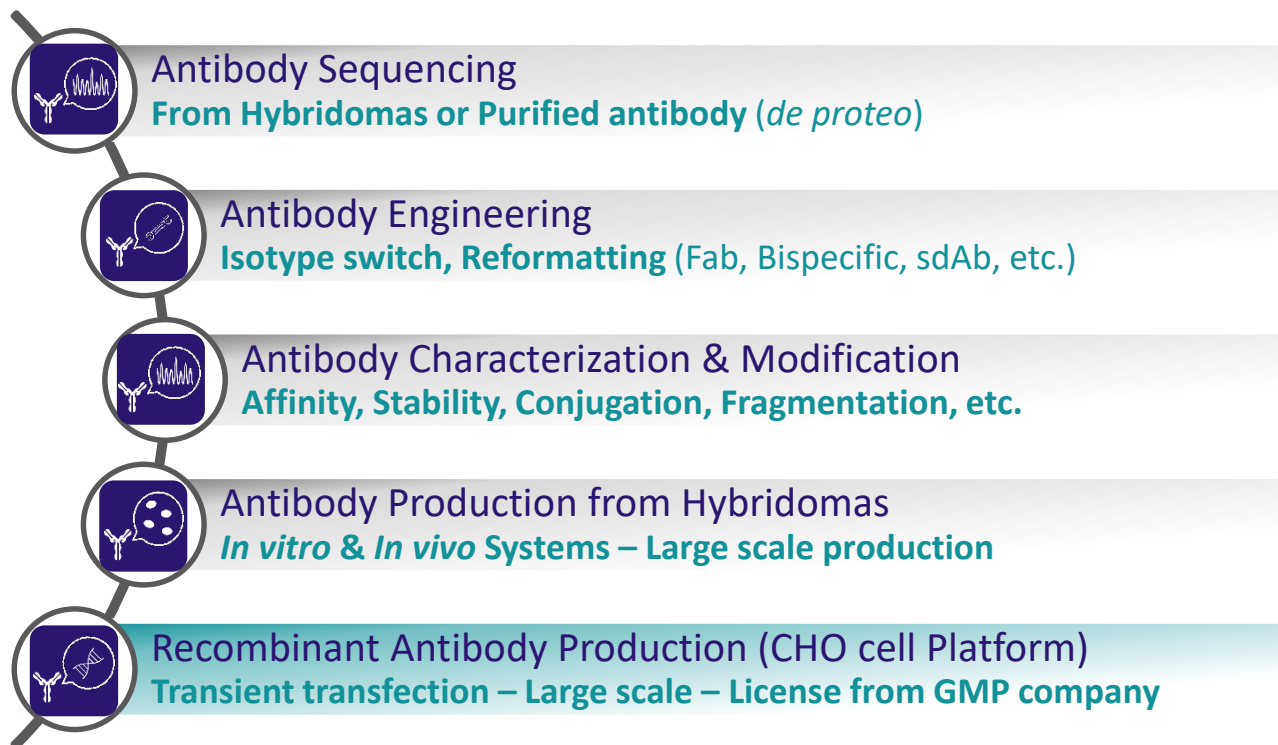 Antibody Sequencing
From Hybridomas or Purified antibody (de proteo)
Antibody Engineering
Isotype switch, Reformatting (Fab, Bispecific, sdAb, etc.)
Antibody Characterization & Modification
Affinity, Stability, Conjugation, Fragmentation, etc.
Antibody Production from Hybridomas
In vitro & In vivo Systems – Large scale production
Recombinant Antibody Production (CHO cell Platform)
Transient transfection – Large scale – License from GMP company